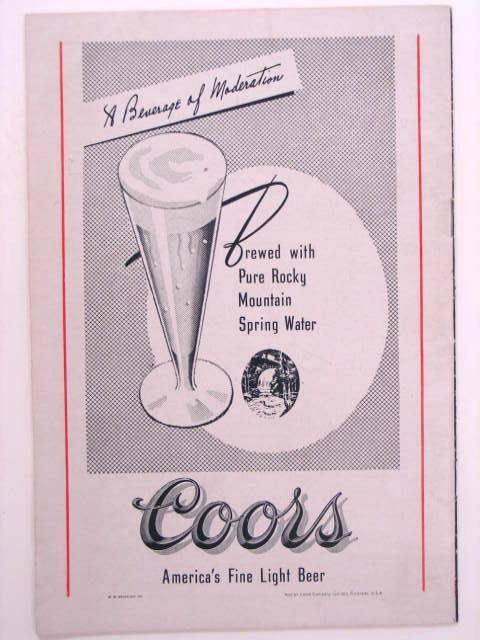 A Beverage of Moderation
Brewed with
Pure Rocky
Mountain
Spring Water
Coors
America's Fine Light Beer
U.S.A.